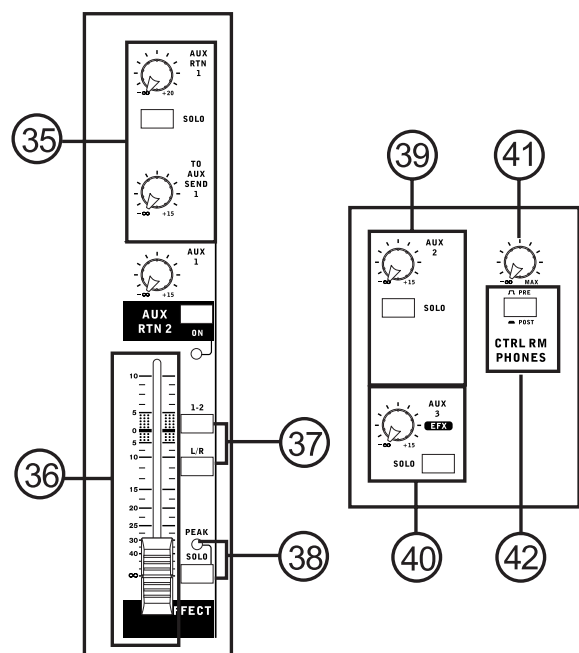 AUX
RTN
1
-∞ +20
SOLO
35
TO
AUX
SEND
1
-∞ +15
AUX
1
-∞ +15
AUX
RTN 2
ON
10
5
0
5
10
15
20
25
30
40
∞
36
1-2
L/R
37
PEAK
SOLO
38
FFECT
39
AUX
2
-∞ +15
SOLO
AUX
3
EFX
-∞ +15
SOLO
40
41
-∞ MAX
PRE
POST
CTRL RM
PHONES
42